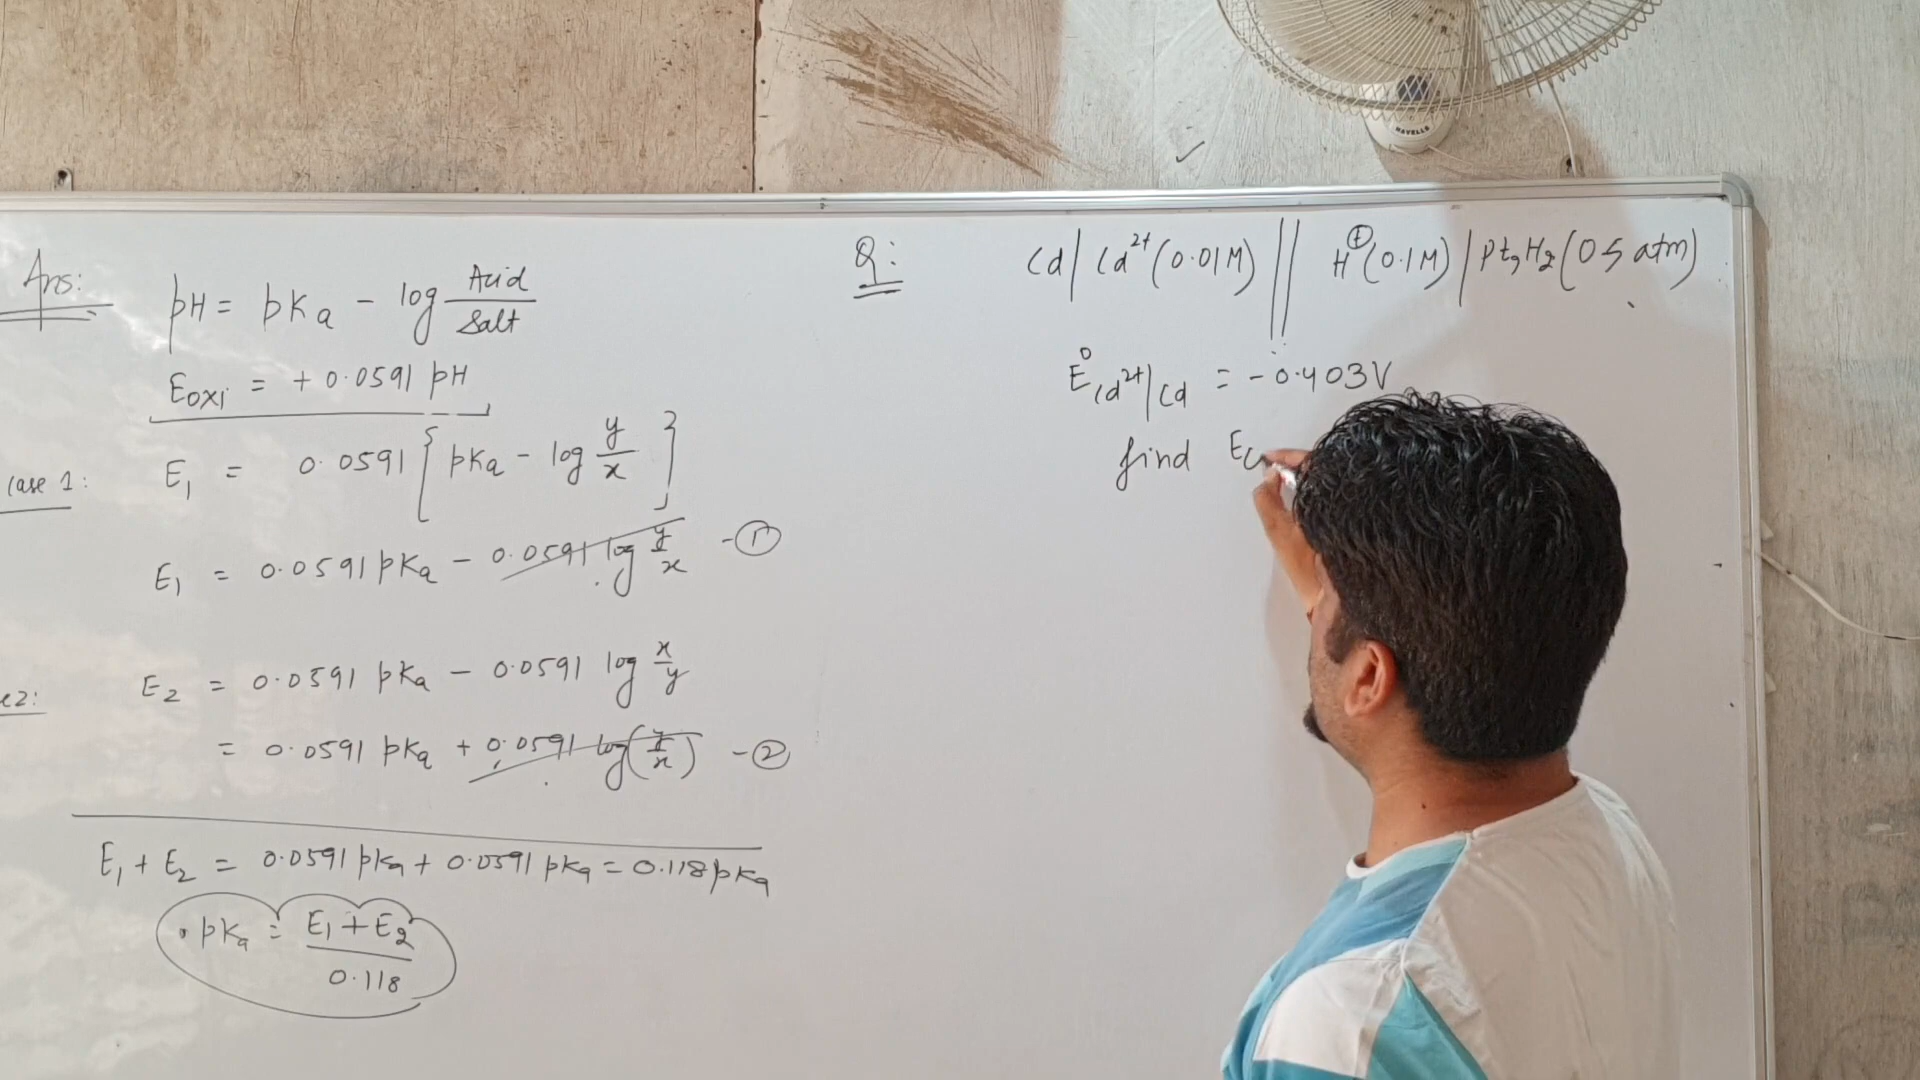 HAVELLS
Ans:
pH = pKa - log Acid/Salt
Eoxi = + 0.0591 pH
case 1: E1 = 0.0591 [pKa - log y/x]
E1 = 0.0591 pKa - 0.0591 log y/x - ①
e2: E2 = 0.0591 pKa - 0.0591 log x/y
= 0.0591 pKa + 0.0591 log(y/x) - ②
E1 + E2 = 0.0591 pKa + 0.0591 pKa = 0.118 pKa
pKa = E1 + E2/0.118
Q: Cd | Cd2+ (0.01M) || H⊕ (0.1M) | Pt, H2 (0.5 atm)
E° Cd2+|Cd = -0.403V
find